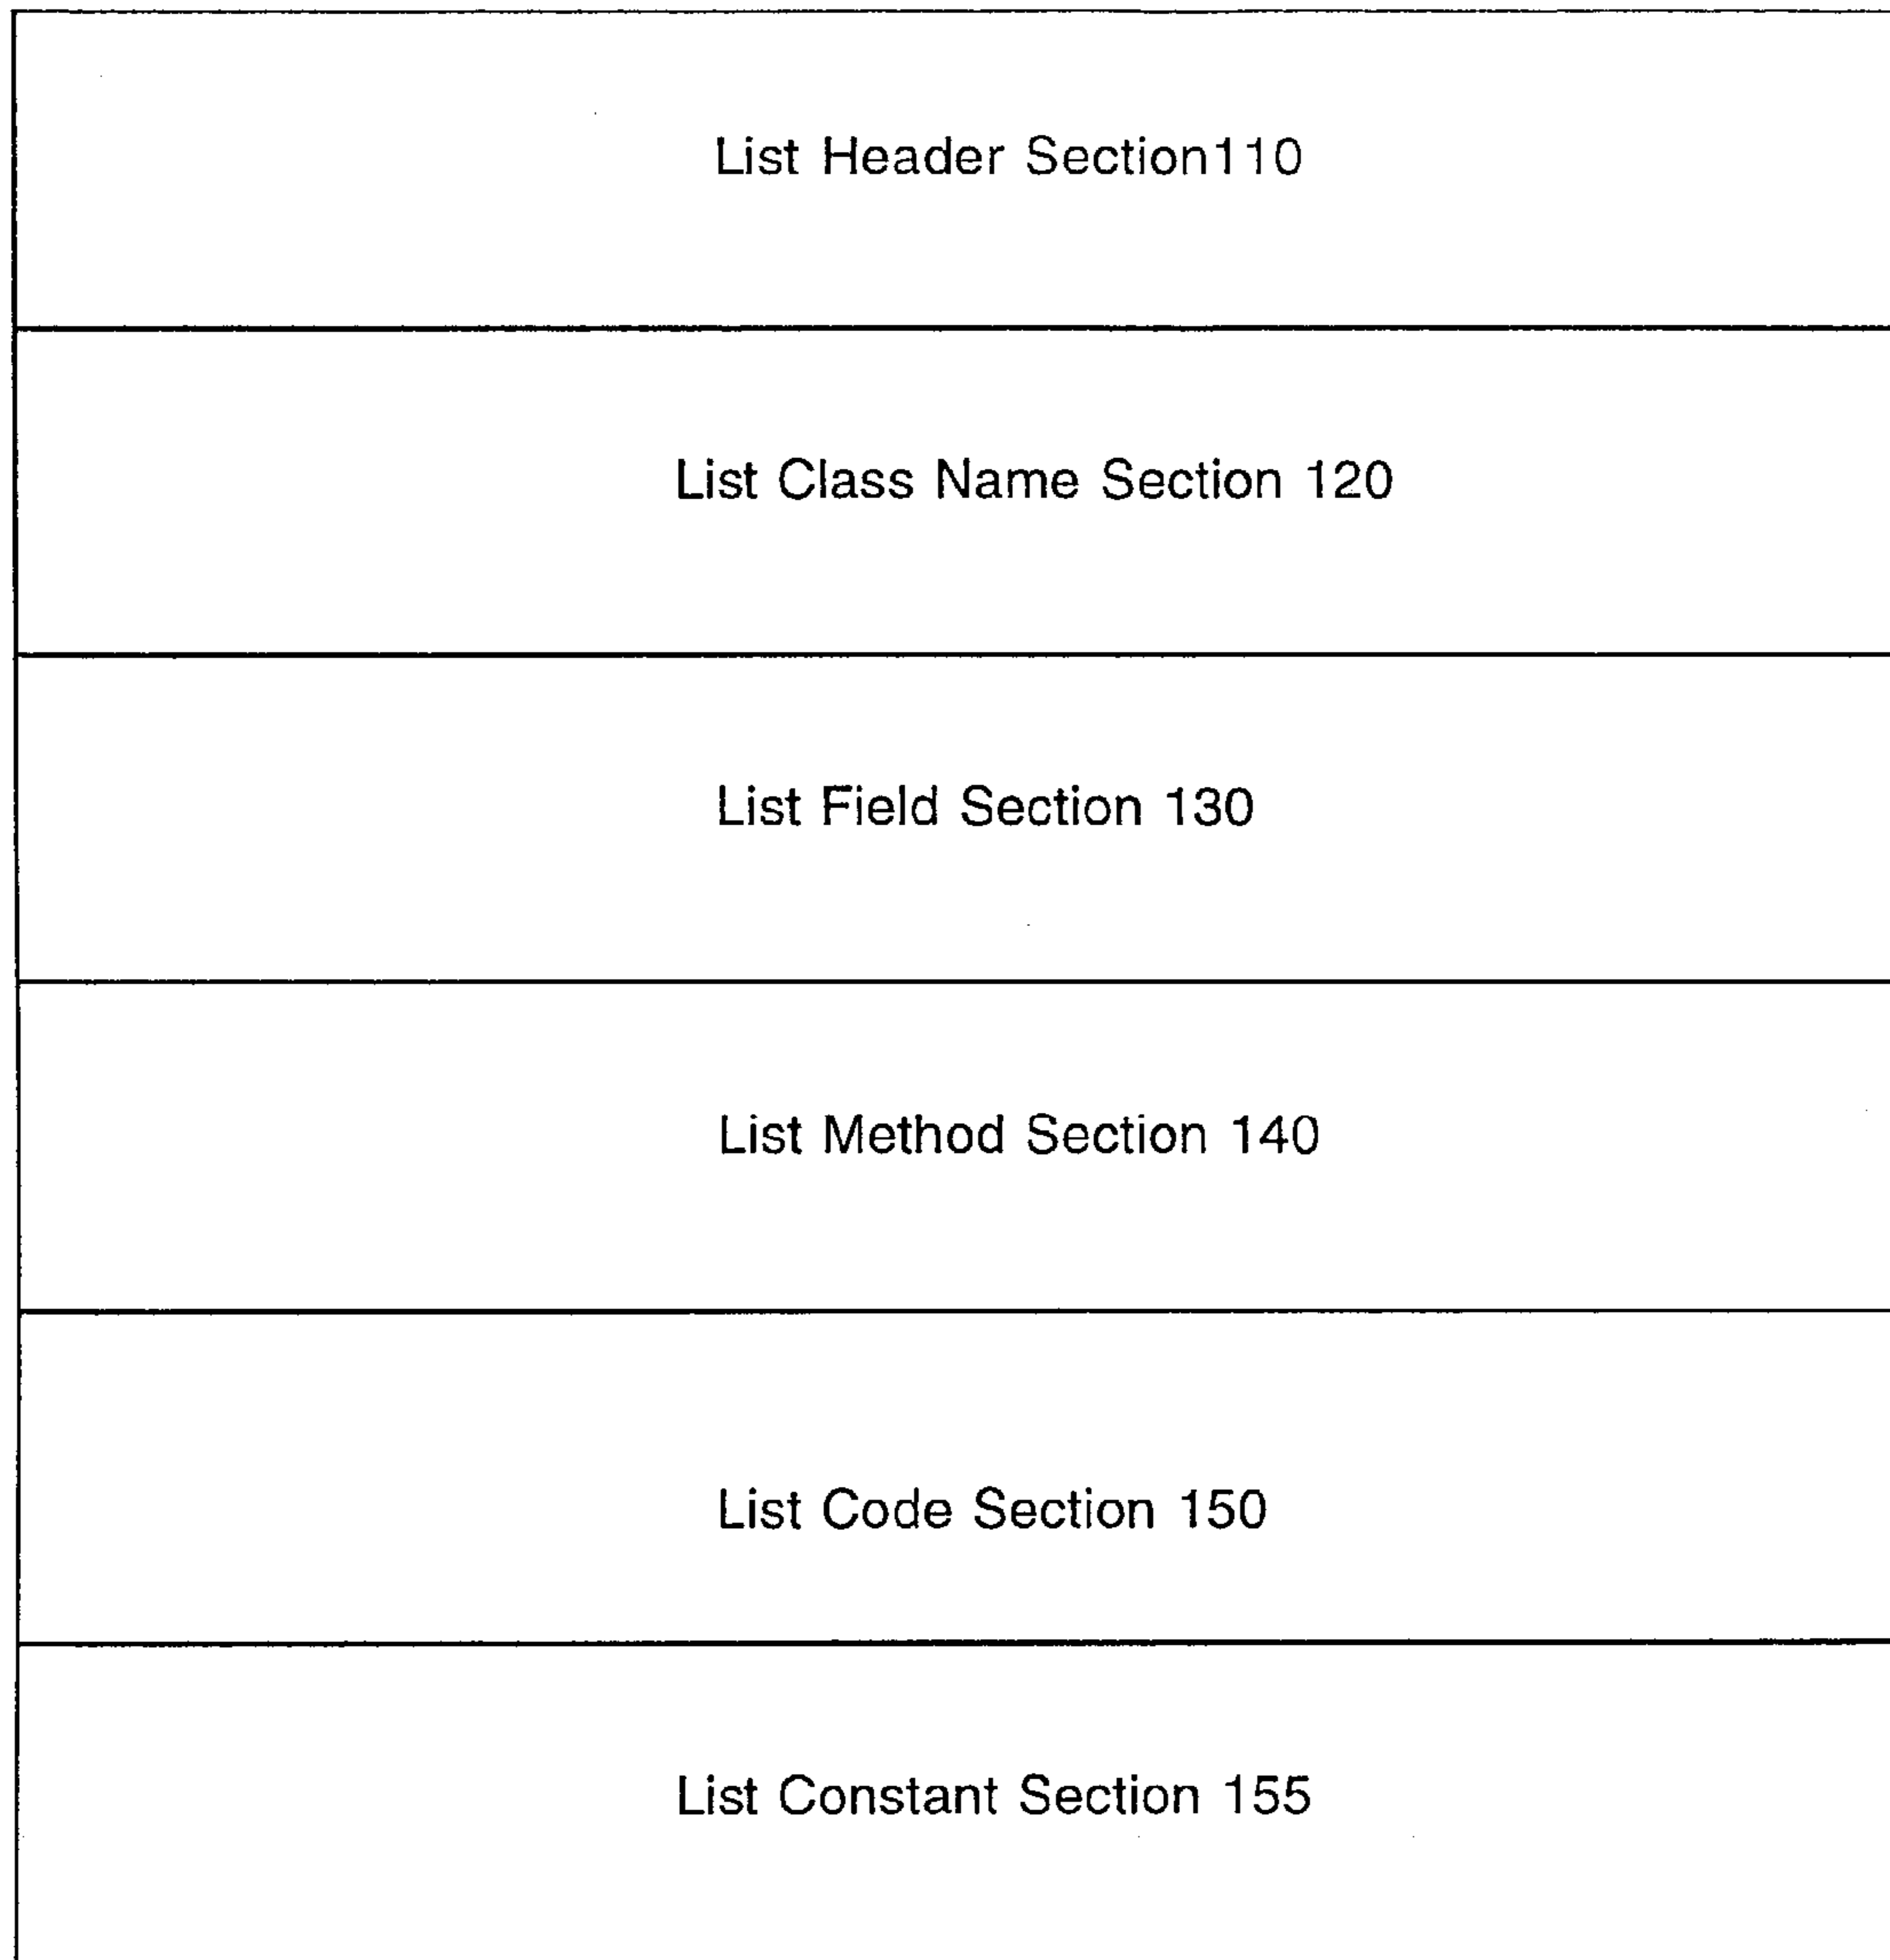 List Header Section110
List Class Name Section 120
List Field Section 130
List Method Section 140
List Code Section 150
List Constant Section 155